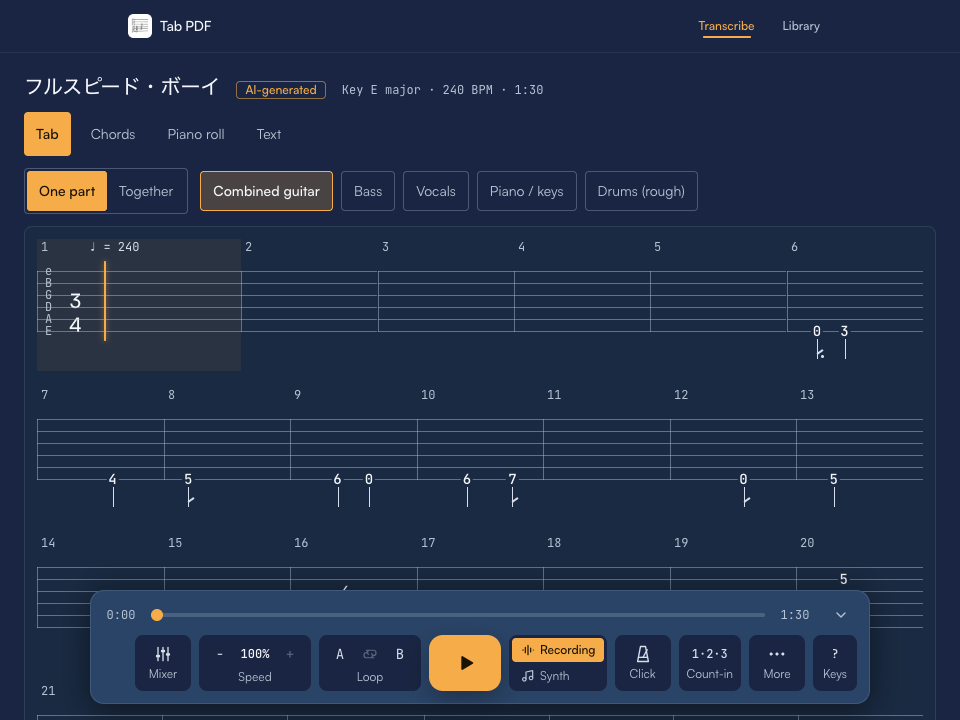 Tab PDF
Transcribe Library
フルスピード・ボーイ AI-generated Key E major · 240 BPM · 1:30
Tab Chords Piano roll Text
One part Together Combined guitar Bass Vocals Piano / keys Drums (rough)
1 ♩ = 240 2 3 4 5 6
e
B
G
D
A
E
3
4
0 3
7 8 9 10 11 12 13
4 5 6 0 6 7 0 5
14 15 16 17 18 19 20
5
0:00 1:30
- 100% + A B Recording 1·2·3 ?
Mixer Speed Loop Synth Click Count-in More Keys
21